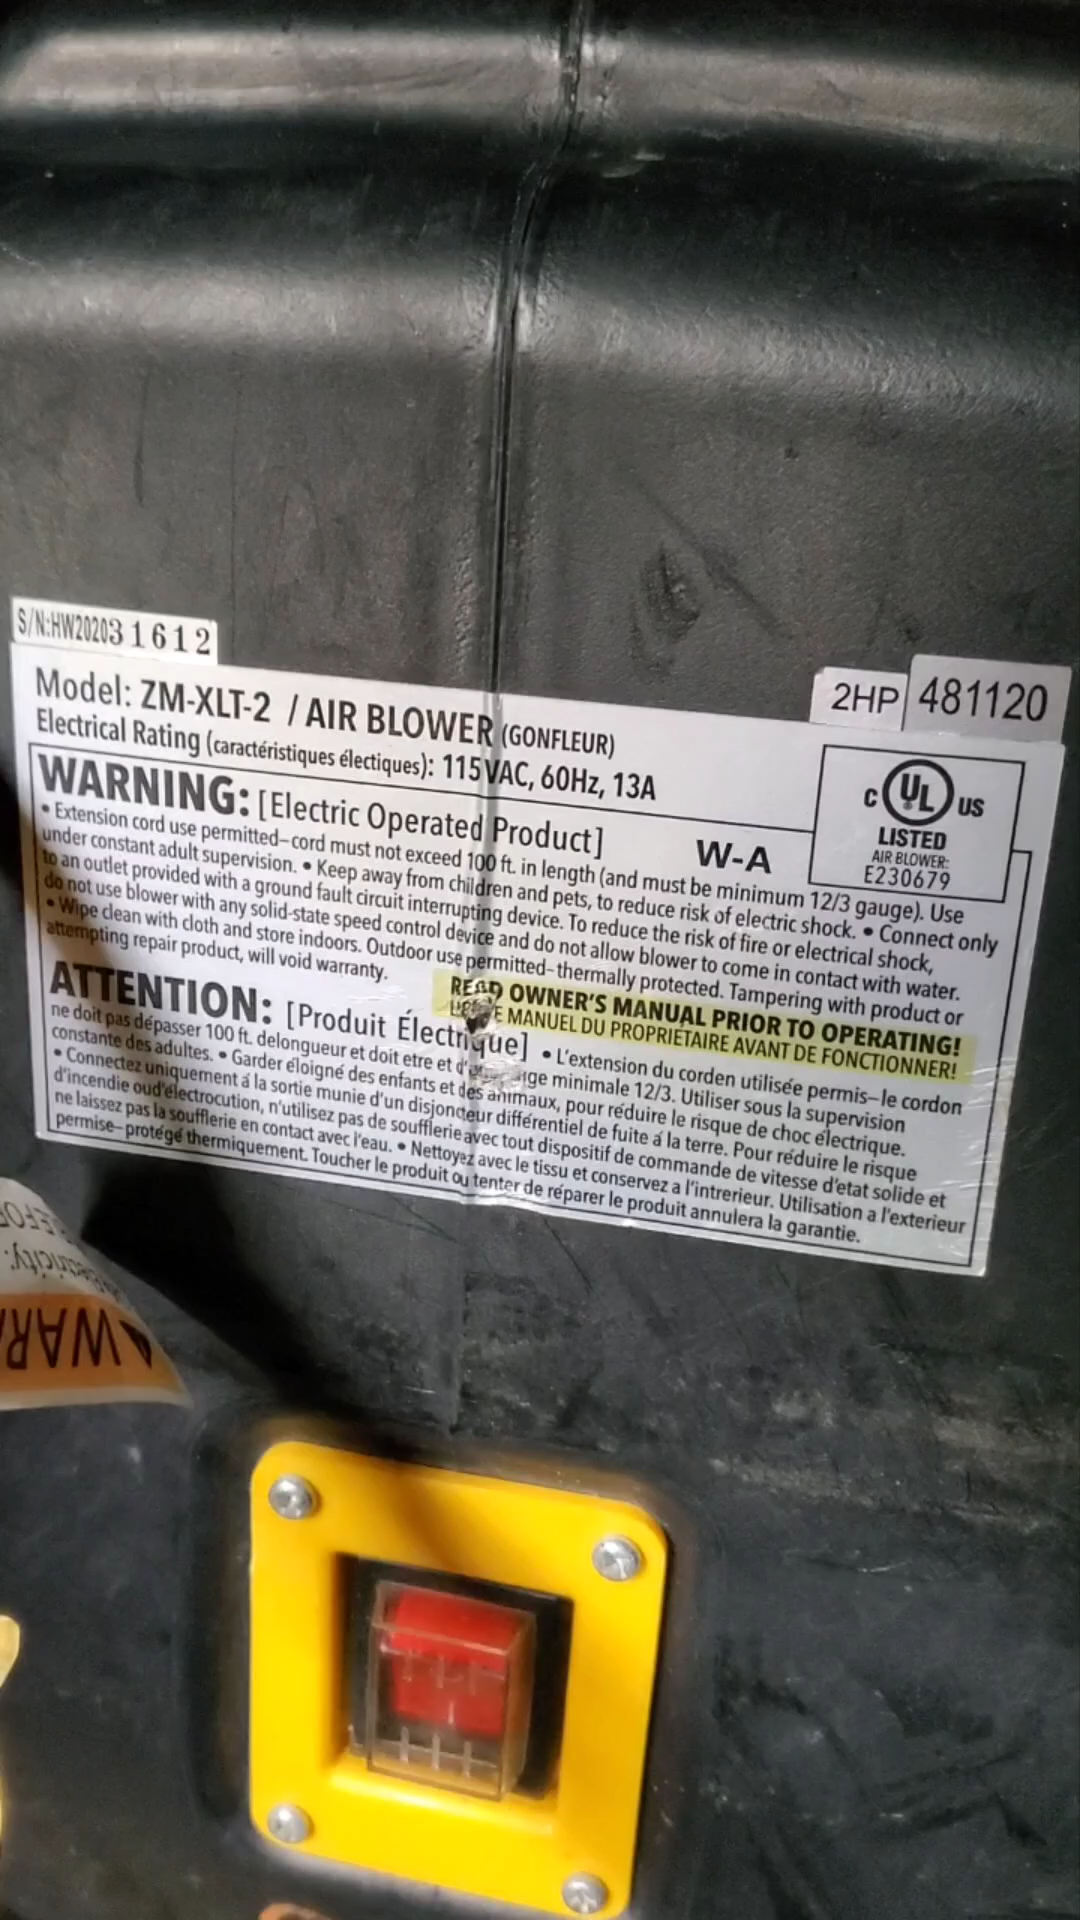 S/N:HW202031612
Model: ZM-XLT-2 / AIR BLOWER (GONFLEUR)
2HP
481120
Electrical Rating (caractéristiques électiques): 115VAC, 60Hz, 13A
C UL US
LISTED
AIR BLOWER:
E230679
WARNING: [Electric Operated Product]
W-A
• Extension cord use permitted–cord must not exceed 100 ft. in length (and must be minimum 12/3 gauge). Use
under constant adult supervision. • Keep away from children and pets, to reduce risk of electric shock. • Connect only
to an outlet provided with a ground fault circuit interrupting device. To reduce the risk of fire or electrical shock,
do not use blower with any solid-state speed control device and do not allow blower to come in contact with water.
• Wipe clean with cloth and store indoors. Outdoor use permitted–thermally protected. Tampering with product or
attempting repair product, will void warranty.
READ OWNER'S MANUAL PRIOR TO OPERATING!
MANUEL DU PROPRIETAIRE AVANT DE FONCTIONNER!
ATTENTION: [Produit Électrique] • L'extension du corden utilisée permis–le cordon
ne doit pas dépasser 100 ft. delongueur et doit etre et minimale 12/3. Utiliser sous la supervision
constante des adultes. • Garder éloigné des enfants et des animaux, pour réduire le risque de choc électrique.
• Connectez uniquement á la sortie munie d'un disjoncteur différentiel de fuite á la terre. Pour réduire le risque
d'incendie oud'électrocution, n'utilisez pas de soufflerie avec tout dispositif de commande de vitesse d'etat solide et
ne laissez pas la soufflerie en contact avec l'eau. • Nettoyez avec le tissu et conservez a l'intrerieur. Utilisation a l'exterieur
permise–protégé thermiquement. Toucher le produit ou tenter de réparer le produit annulera la garantie.